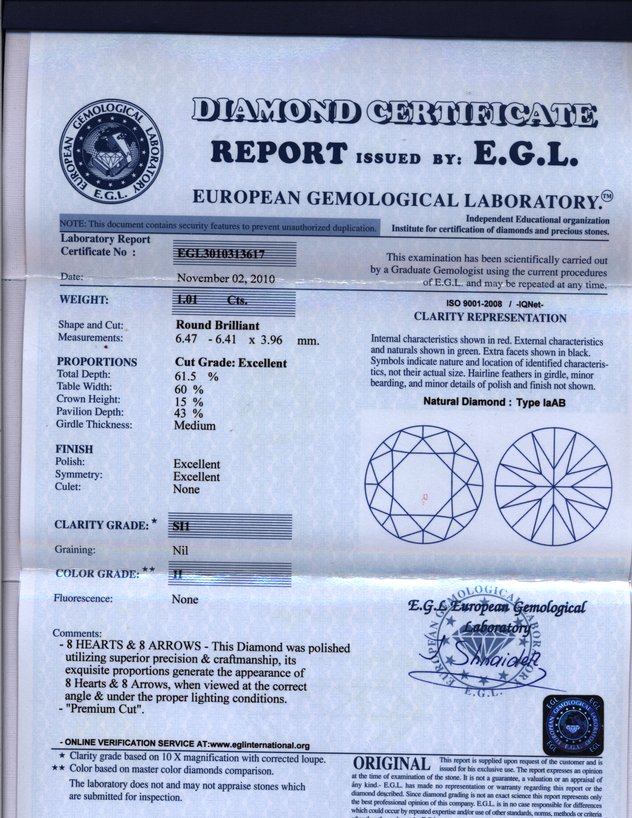 EUROPEAN GEMOLOGICAL LABORATORY
E.G.L.
DIAMOND CERTIFICATE
REPORT ISSUED BY: E.G.L.
EUROPEAN GEMOLOGICAL LABORATORY.™
NOTE: This document contains security features to prevent unauthorized duplication.
Independent Educational organization
Institute for certification of diamonds and precious stones.
Laboratory Report
Certificate No : EGL3010313617
Date: November 02, 2010
WEIGHT: 1.01 Cts.
Shape and Cut: Round Brilliant
Measurements: 6.47 - 6.41 x 3.96 mm.
PROPORTIONS Cut Grade: Excellent
Total Depth: 61.5 %
Table Width: 60 %
Crown Height: 15 %
Pavilion Depth: 43 %
Girdle Thickness: Medium
FINISH
Polish: Excellent
Symmetry: Excellent
Culet: None
CLARITY GRADE: * SI1
Graining: Nil
COLOR GRADE: **
Fluorescence: None
Comments:
- 8 HEARTS & 8 ARROWS - This Diamond was polished
utilizing superior precision & craftmanship, its
exquisite proportions generate the appearance of
8 Hearts & 8 Arrows, when viewed at the correct
angle & under the proper lighting conditions.
- "Premium Cut".
- ONLINE VERIFICATION SERVICE AT:www.eglinternational.org
* Clarity grade based on 10 X magnification with corrected loupe.
** Color based on master color diamonds comparison.
The laboratory does not and may not appraise stones which
are submitted for inspection.
This examination has been scientifically carried out
by a Graduate Gemologist using the current procedures
of E.G.L. and may be repeated at any time.
ISO 9001-2008 / -IQNet-
CLARITY REPRESENTATION
Internal characteristics shown in red. External characteristics
and naturals shown in green. Extra facets shown in black.
Symbols indicate nature and location of identified characteris-
tics, not their actual size. Hairline feathers in girdle, minor
bearding, and minor details of polish and finish not shown.
Natural Diamond : Type IaAB
E.G.L European Gemological
Laboratory
EUROPEAN GEMOLOGICAL LABORATORY
E.G.L.
EGL EGL
E.G.L.
EGL EGL
ORIGINAL This report is supplied upon request of the customer and is
issued for his exclusive use. The report expresses an opinion
at the time of examination of the stone. It is not a guarantee, a valuation or an appraisal of
any kind.- E.G.L. has made no representation or warranty regarding this report or the
diamond described. Since diamond grading is not an exact science this report represents only
the best professional opinion of this company. E.G.L. is in no case responsible for differences
which could occur by repeated expertise and/or use of other standards, norms, methods or criteria